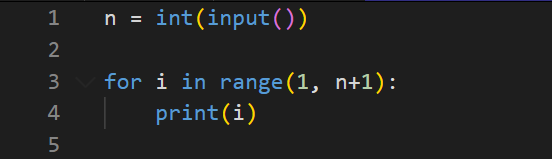 1 n = int(input())
2
3 for i in range(1, n+1):
4 print(i)
5